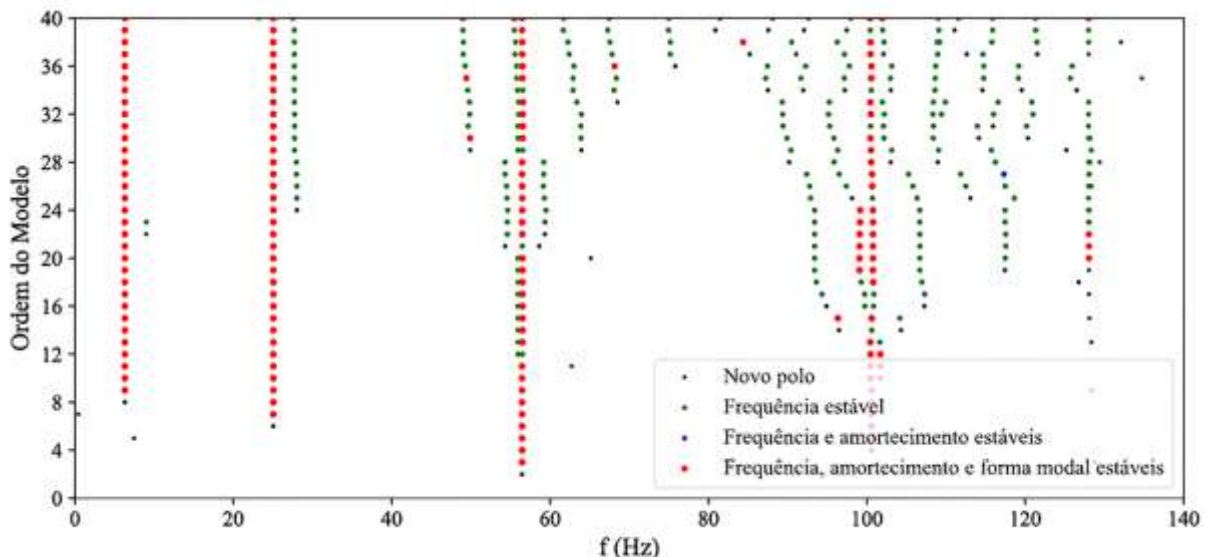 40
36
32
28
24
20
16
12
8
4
0
Ordem do Modelo
Novo polo
Frequência estável
Frequência e amortecimento estáveis
Frequência, amortecimento e forma modal estáveis
0 20 40 60 80 100 120 140
f (Hz)